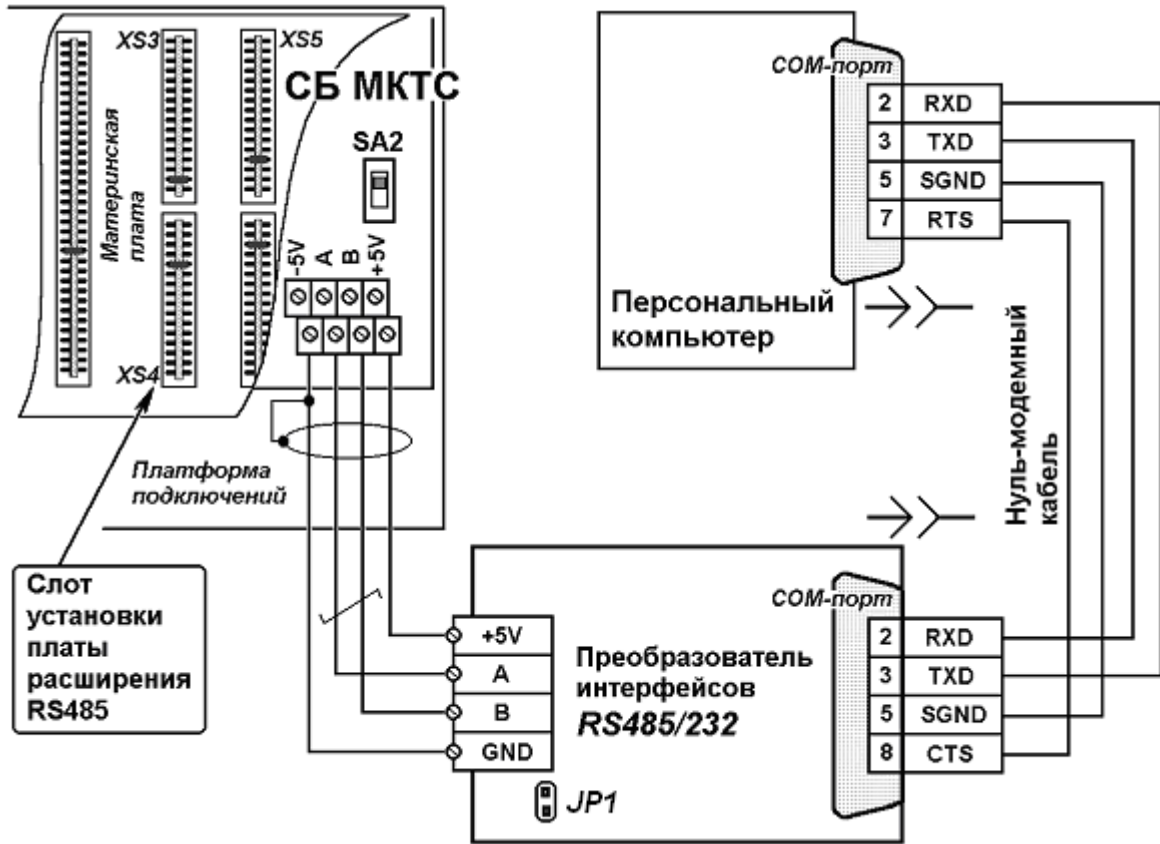 XS3
XS5
СБ МКТС
SA2
Материнская
плата
-5V
A
B
+5V
XS4
Платформа
подключений
Слот
установки
платы
расширения
RS485
COM-порт
2 RXD
3 TXD
5 SGND
7 RTS
Персональный
компьютер
Нуль-модемный
кабель
+5V
A
B
GND
Преобразователь
интерфейсов
RS485/232
JP1
COM-порт
2 RXD
3 TXD
5 SGND
8 CTS